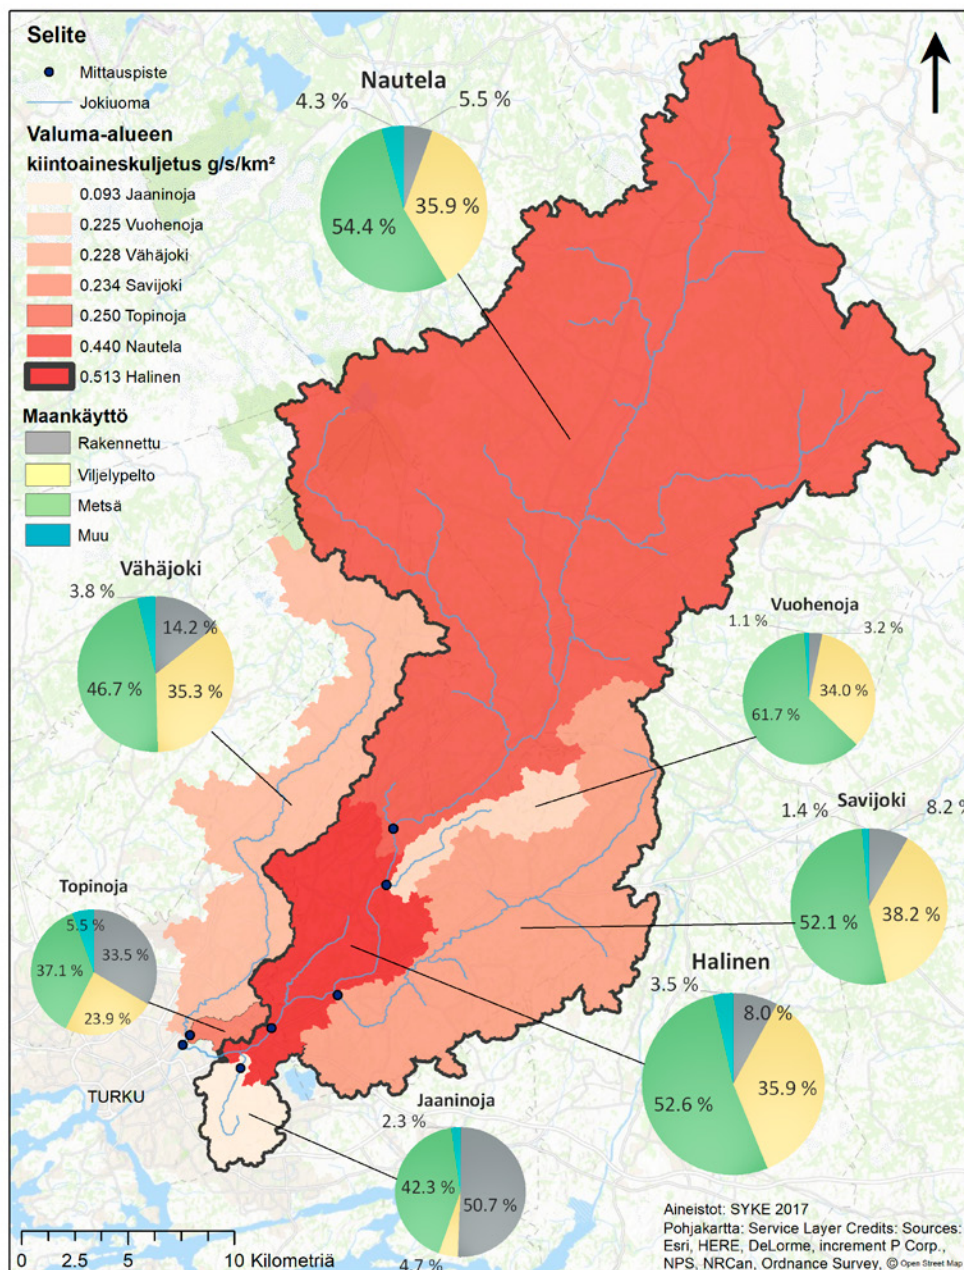 Selite
Mittauspiste
Jokiuoma
Valuma-alueen
kiintoaineskuljetus g/s/km²
0.093 Jaaninoja
0.225 Vuohenoja
0.228 Vähäjoki
0.234 Savijoki
0.250 Topinoja
0.440 Nautela
0.513 Halinen
Maankäyttö
Rakennettu
Viljelypelto
Metsä
Muu
Nautela
4.3 %
5.5 %
35.9 %
54.4 %
Vähäjoki
3.8 %
14.2 %
46.7 %
35.3 %
Vuohenoja
1.1 %
3.2 %
34.0 %
61.7 %
Savijoki
1.4 %
8.2 %
52.1 %
38.2 %
Topinoja
5.5 %
33.5 %
37.1 %
23.9 %
Halinen
3.5 %
8.0 %
35.9 %
52.6 %
TURKU
Jaaninoja
2.3 %
42.3 %
50.7 %
4.7 %
0 2.5 5 10 Kilometriä
Aineistot: SYKE 2017
Pohjakartta: Service Layer Credits: Sources:
Esri, HERE, DeLorme, increment P Corp.,
NPS, NRCan, Ordnance Survey, © Open Street Map